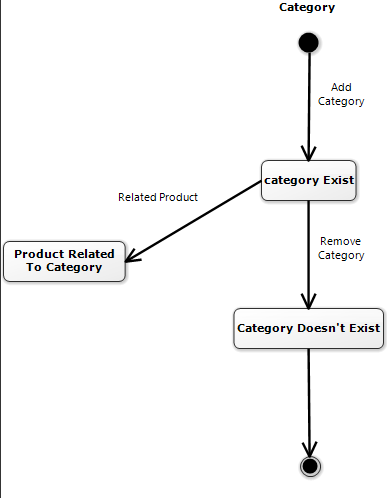 Category
Add
Category
category Exist
Related Product
Product Related
To Category
Remove
Category
Category Doesn't Exist